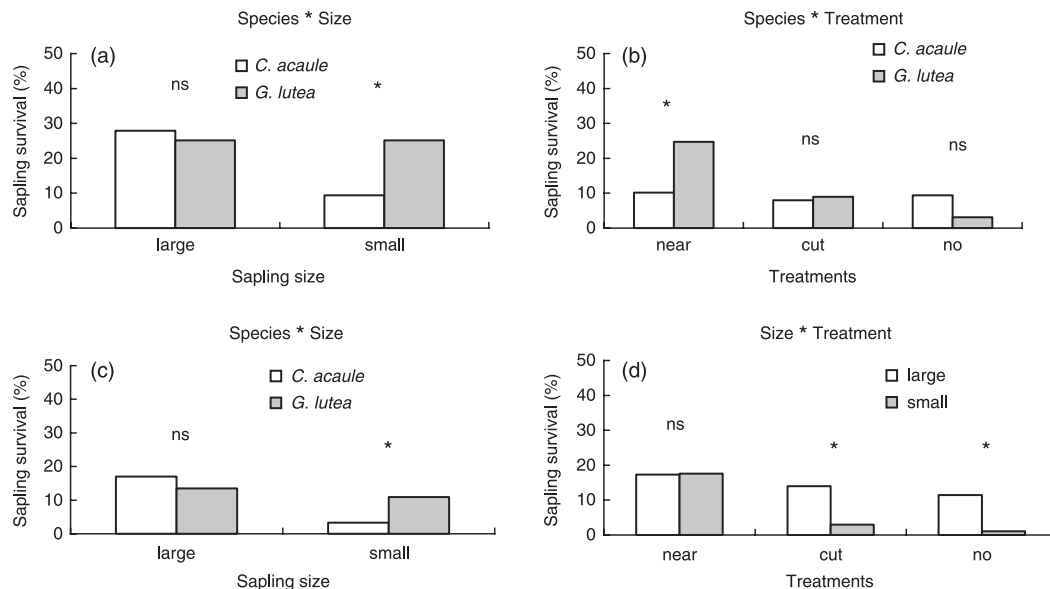 Species * Size
(a)
C. acaule
G. lutea
ns
*
Sapling survival (%)
50
40
30
20
10
0
large
small
Sapling size
Species * Treatment
(b)
C. acaule
G. lutea
*
ns
ns
Sapling survival (%)
50
40
30
20
10
0
near
cut
no
Treatments
Species * Size
(c)
C. acaule
G. lutea
ns
*
Sapling survival (%)
50
40
30
20
10
0
large
small
Sapling size
Size * Treatment
(d)
large
small
ns
*
*
Sapling survival (%)
50
40
30
20
10
0
near
cut
no
Treatments